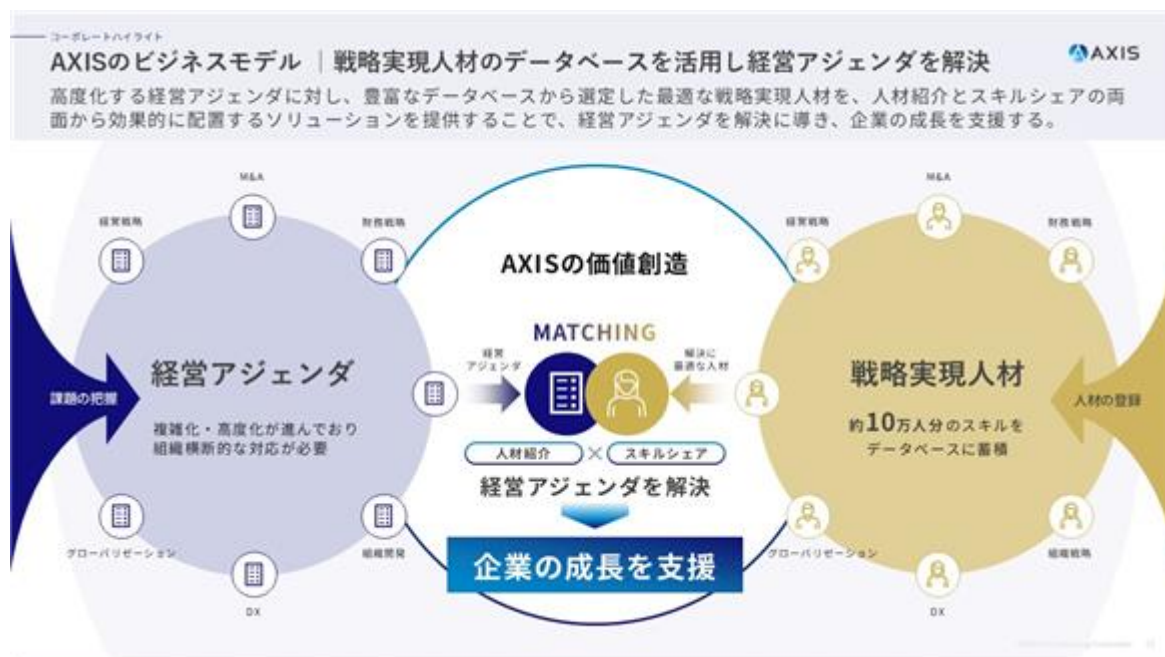 コーポレートハイライト
AXISのビジネスモデル｜戦略実現人材のデータベースを活用し経営アジェンダを解決
AXIS
高度化する経営アジェンダに対し、豊富なデータベースから選定した最適な戦略実現人材を、人材紹介とスキルシェアの両
面から効果的に配置するソリューションを提供することで、経営アジェンダを解決に導き、企業の成長を支援する。
課題の把握
M&A
経営戦略
財務戦略
経営アジェンダ
複雑化・高度化が進んでおり
組織横断的な対応が必要
グローバリゼーション
組織開発
DX
AXISの価値創造
MATCHING
経営
アジェンダ
解決に
最適な人材
人材紹介
×
スキルシェア
経営アジェンダを解決
企業の成長を支援
M&A
経営戦略
財務戦略
戦略実現人材
約10万人分のスキルを
データベースに蓄積
グローバリゼーション
組織戦略
DX
人材の登録